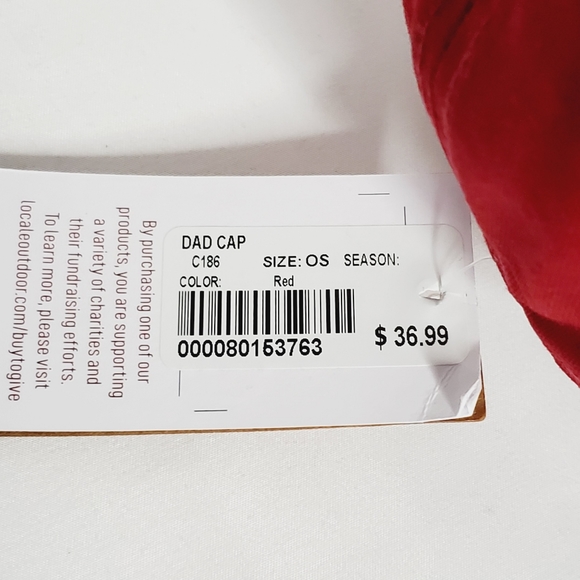 By purchasing one of our
products, you are supporting
a variety of charities and
their fundraising efforts.
To learn more, please visit
localeoutdoor.com/buytogive
DAD CAP
C186 SIZE: OS SEASON:
COLOR: Red
000080153763
$ 36.99